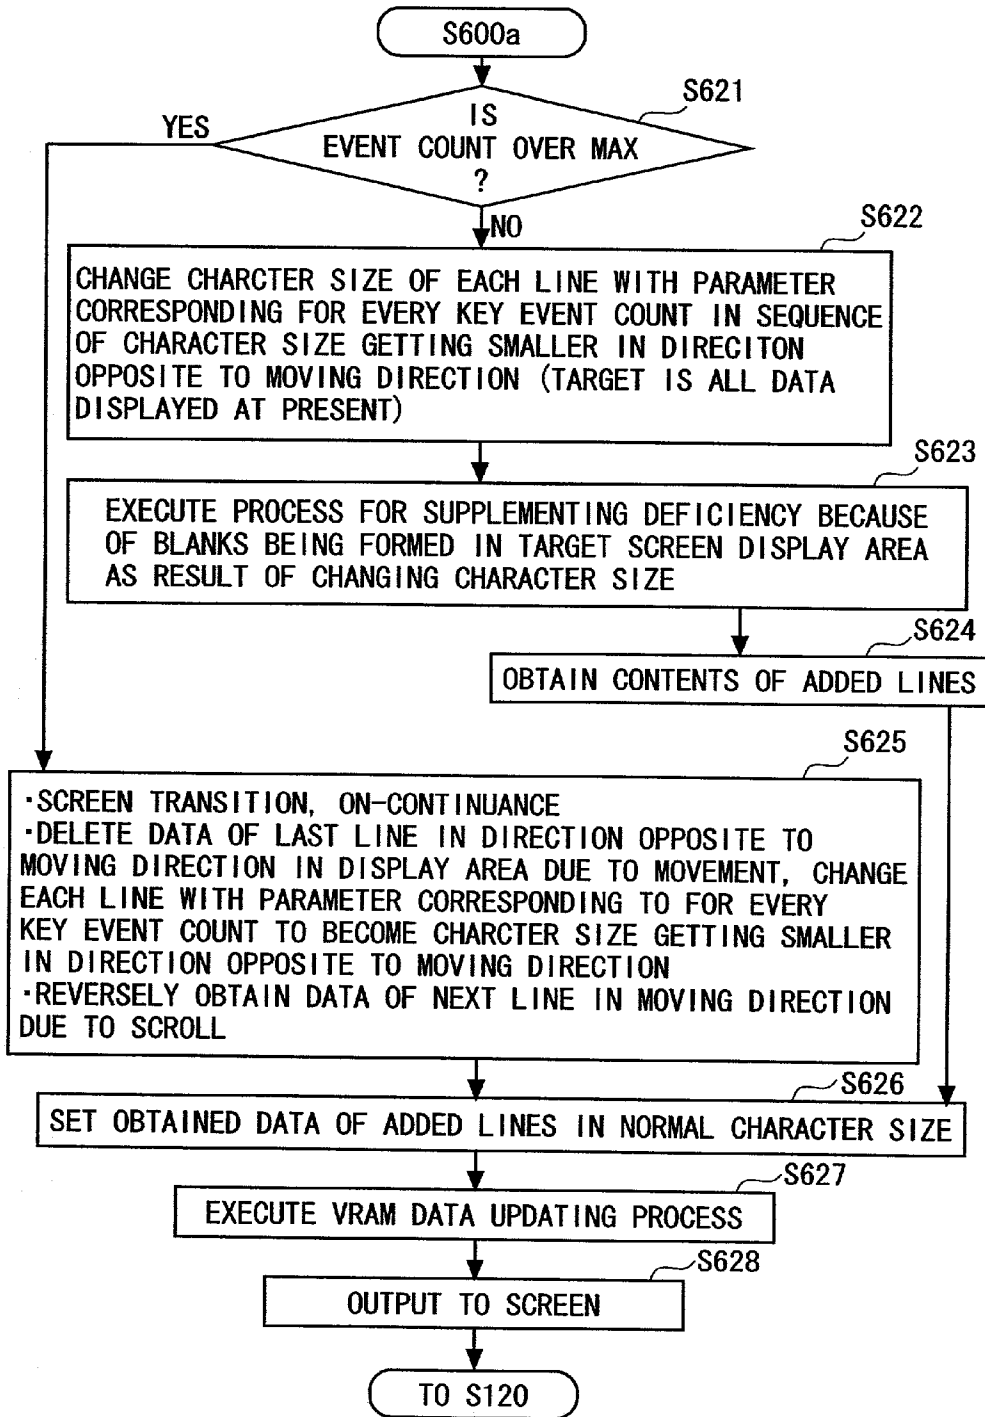 S600a
S621
IS
EVENT COUNT OVER MAX
?
YES
NO
S622
CHANGE CHARCTER SIZE OF EACH LINE WITH PARAMETER
CORRESPONDING FOR EVERY KEY EVENT COUNT IN SEQUENCE
OF CHARACTER SIZE GETTING SMALLER IN DIRECITON
OPPOSITE TO MOVING DIRECTION (TARGET IS ALL DATA
DISPLAYED AT PRESENT)
S623
EXECUTE PROCESS FOR SUPPLEMENTING DEFICIENCY BECAUSE
OF BLANKS BEING FORMED IN TARGET SCREEN DISPLAY AREA
AS RESULT OF CHANGING CHARACTER SIZE
S624
OBTAIN CONTENTS OF ADDED LINES
S625
·SCREEN TRANSITION, ON-CONTINUANCE
·DELETE DATA OF LAST LINE IN DIRECTION OPPOSITE TO
MOVING DIRECTION IN DISPLAY AREA DUE TO MOVEMENT, CHANGE
EACH LINE WITH PARAMETER CORRESPONDING TO FOR EVERY
KEY EVENT COUNT TO BECOME CHARCTER SIZE GETTING SMALLER
IN DIRECTION OPPOSITE TO MOVING DIRECTION
·REVERSELY OBTAIN DATA OF NEXT LINE IN MOVING DIRECTION
DUE TO SCROLL
S626
SET OBTAINED DATA OF ADDED LINES IN NORMAL CHARACTER SIZE
S627
EXECUTE VRAM DATA UPDATING PROCESS
S628
OUTPUT TO SCREEN
TO S120